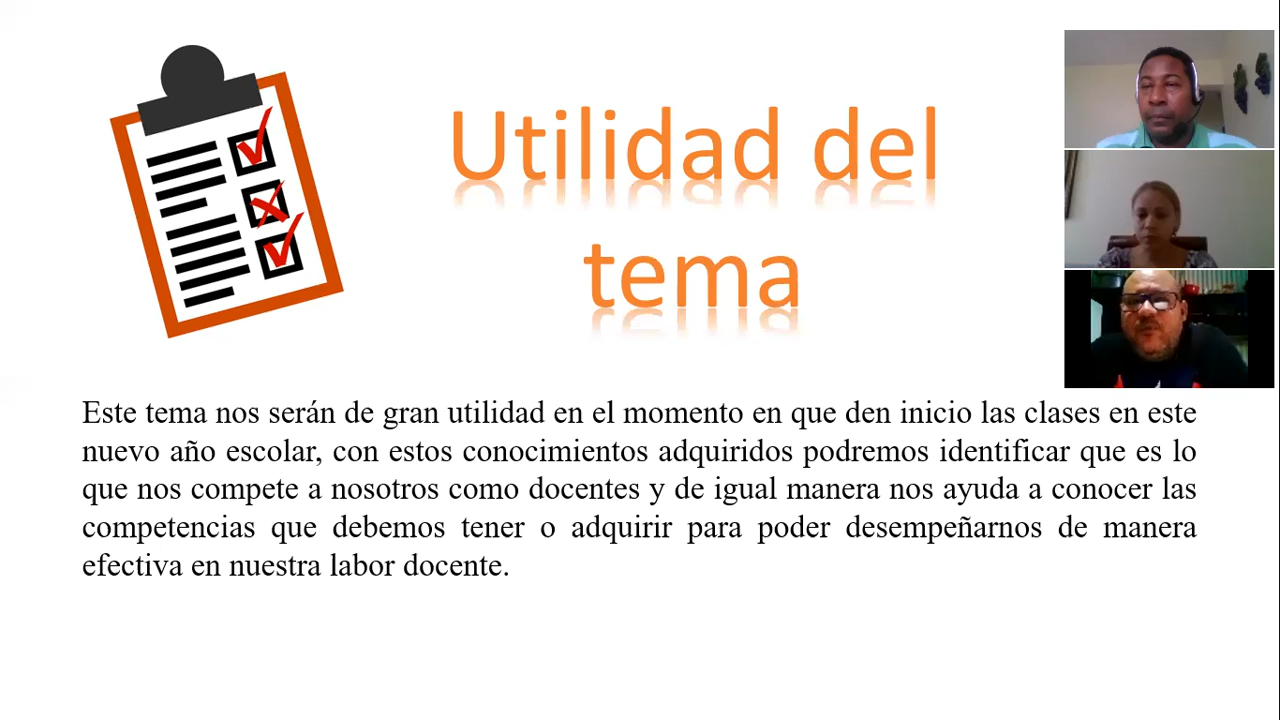 Utilidad del
tema
Este tema nos serán de gran utilidad en el momento en que den inicio las clases en este
nuevo año escolar, con estos conocimientos adquiridos podremos identificar que es lo
que nos compete a nosotros como docentes y de igual manera nos ayuda a conocer las
competencias que debemos tener o adquirir para poder desempeñarnos de manera
efectiva en nuestra labor docente.